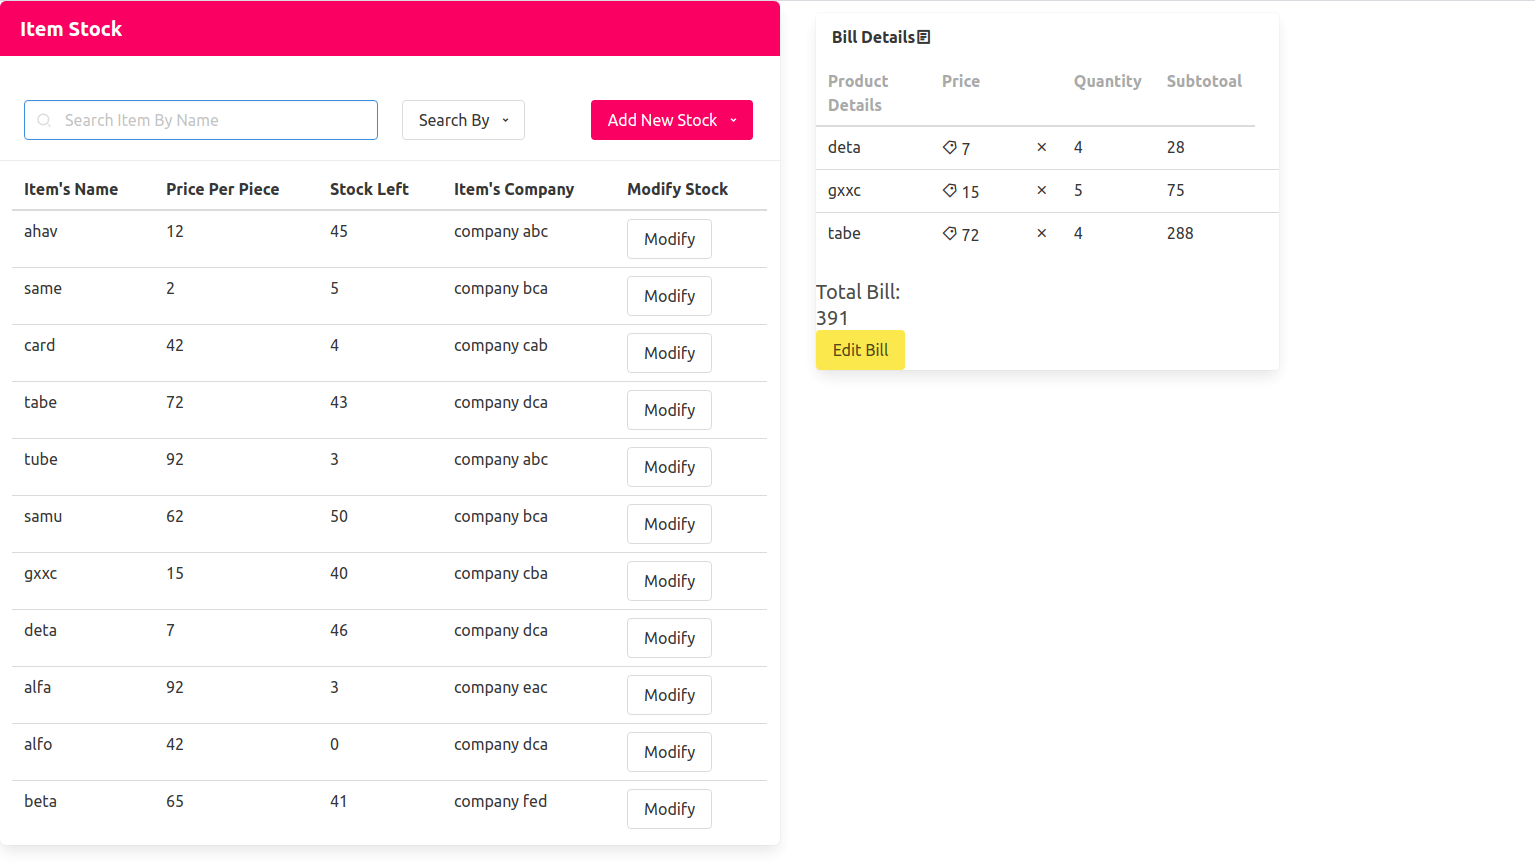 Item Stock
Search Item By Name
Search By
Add New Stock
Item's Name Price Per Piece Stock Left Item's Company Modify Stock
ahav 12 45 company abc Modify
same 2 5 company bca Modify
card 42 4 company cab Modify
tabe 72 43 company dca Modify
tube 92 3 company abc Modify
samu 62 50 company bca Modify
gxxc 15 40 company cba Modify
deta 7 46 company dca Modify
alfa 92 3 company eac Modify
alfo 42 0 company dca Modify
beta 65 41 company fed Modify
Bill Details
Product Price Quantity Subtotoal
Details
deta 7 × 4 28
gxxc 15 × 5 75
tabe 72 × 4 288
Total Bill:
391
Edit Bill